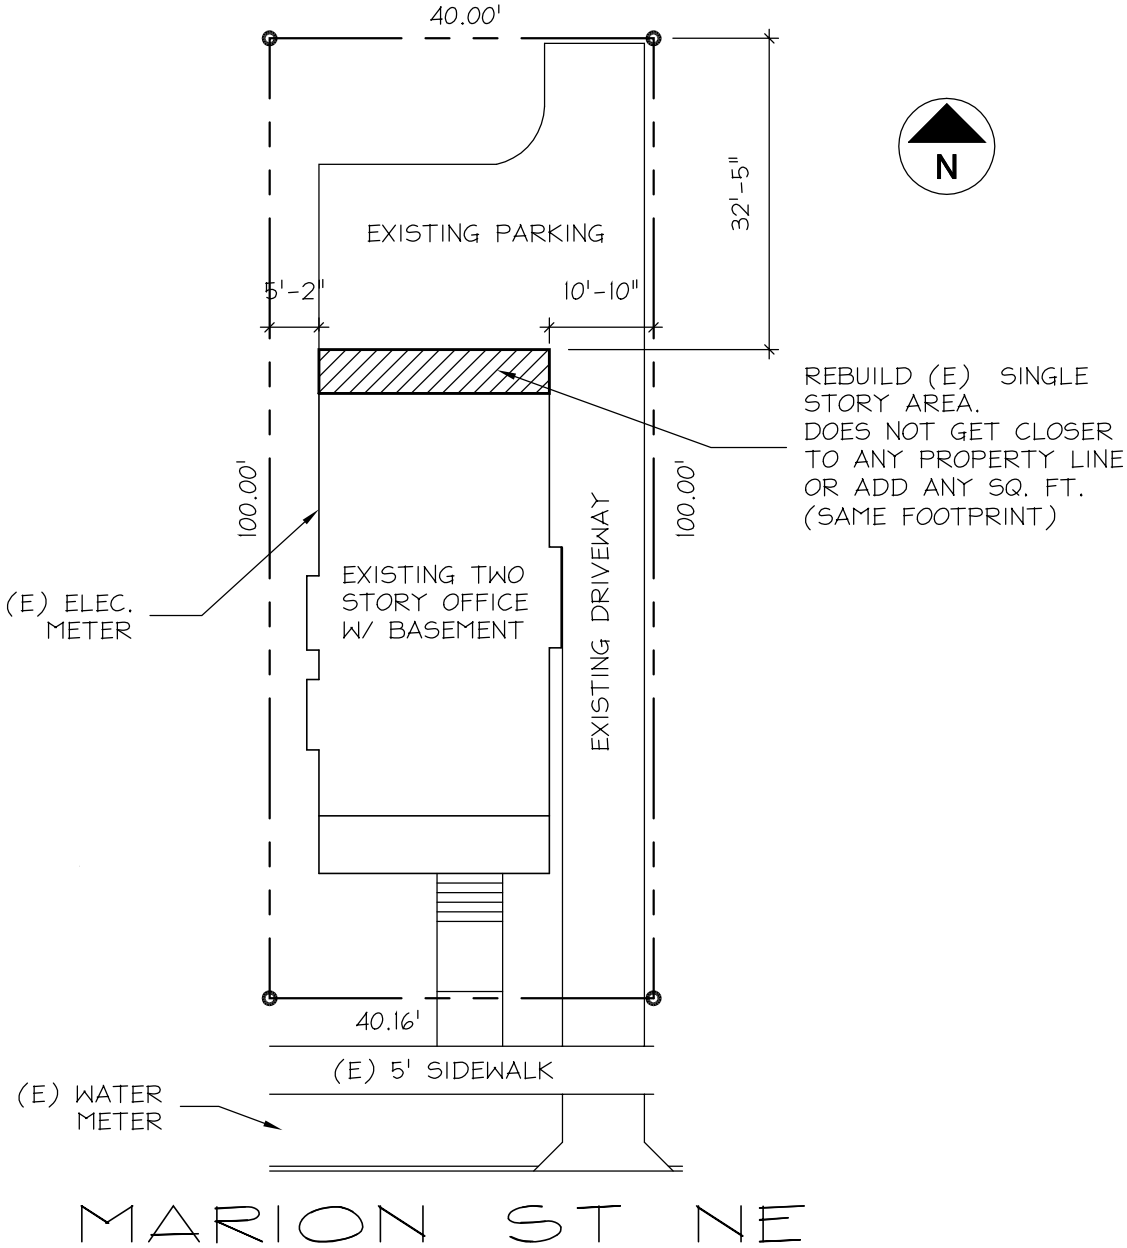 40.00'
N
32'-5"
EXISTING PARKING
5'-2"
10'-10"
REBUILD (E) SINGLE
STORY AREA.
DOES NOT GET CLOSER
TO ANY PROPERTY LINE
OR ADD ANY SQ. FT.
(SAME FOOTPRINT)
100.00'
100.00'
EXISTING DRIVEWAY
(E) ELEC.
METER
EXISTING TWO
STORY OFFICE
W/ BASEMENT
40.16'
(E) 5' SIDEWALK
(E) WATER
METER
MARION ST NE